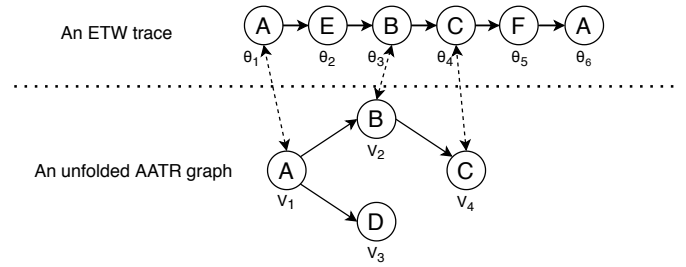 An ETW trace
A E B C F A
θ1 θ2 θ3 θ4 θ5 θ6
B
V2
An unfolded AATR graph
A C
V1 V4
D
V3